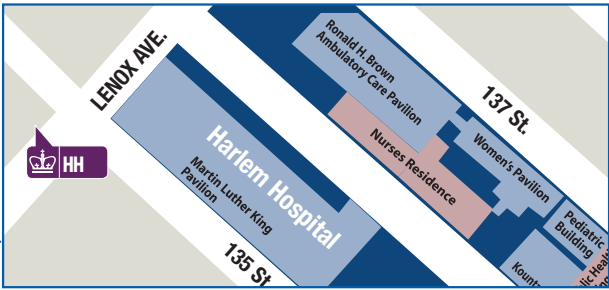 LENOX AVE.
Ronald H. Brown
Ambulatory Care Pavilion
137 St.
HH
Harlem Hospital
Martin Luther King
Pavilion
Nurses Residence
Women's Pavilion
Pediatric
Building
135 St